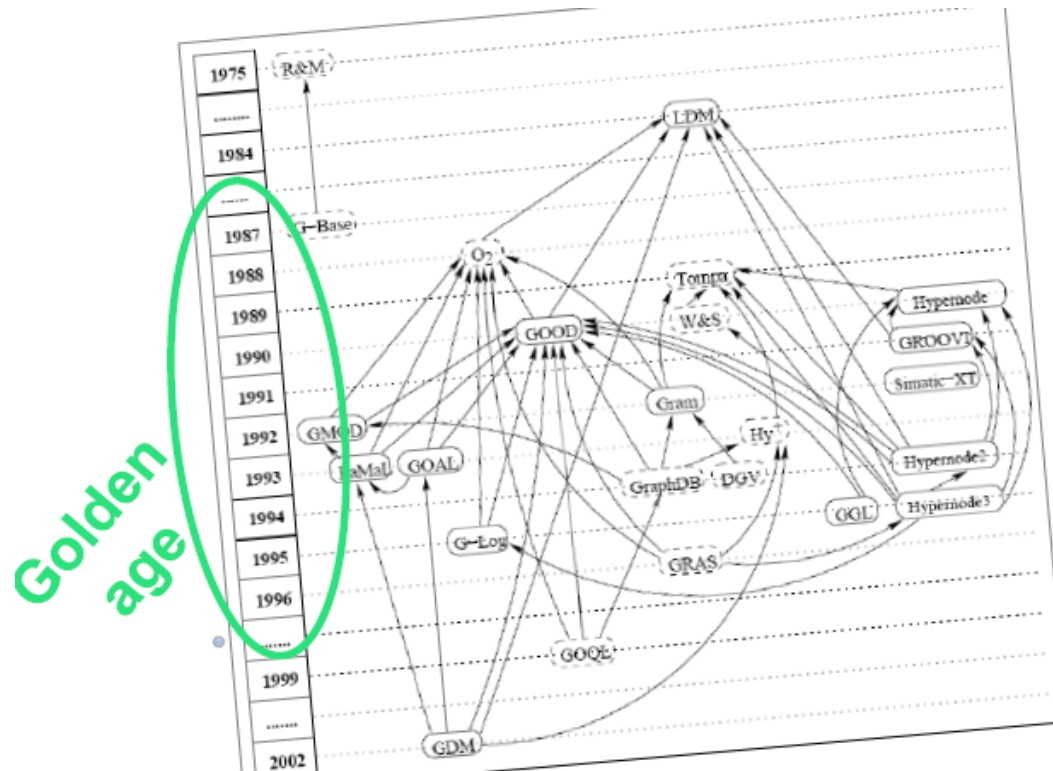 1975
R&M
........
LDM
1984
......
1987
G-Base
1988
O2
1989
Tompa
Hypernode
W&S
1990
GOOD
GROOVY
1991
Simatic-XT
Gram
1992
GMOD
Hy+
1993
PaMaL
GOAL
GraphDB
DGV
Hypernode2
1994
GGL
Hypernode3
1995
G-Log
GRAS
1996
.......
GOQL
1999
.......
2002
GDM
Golden
age